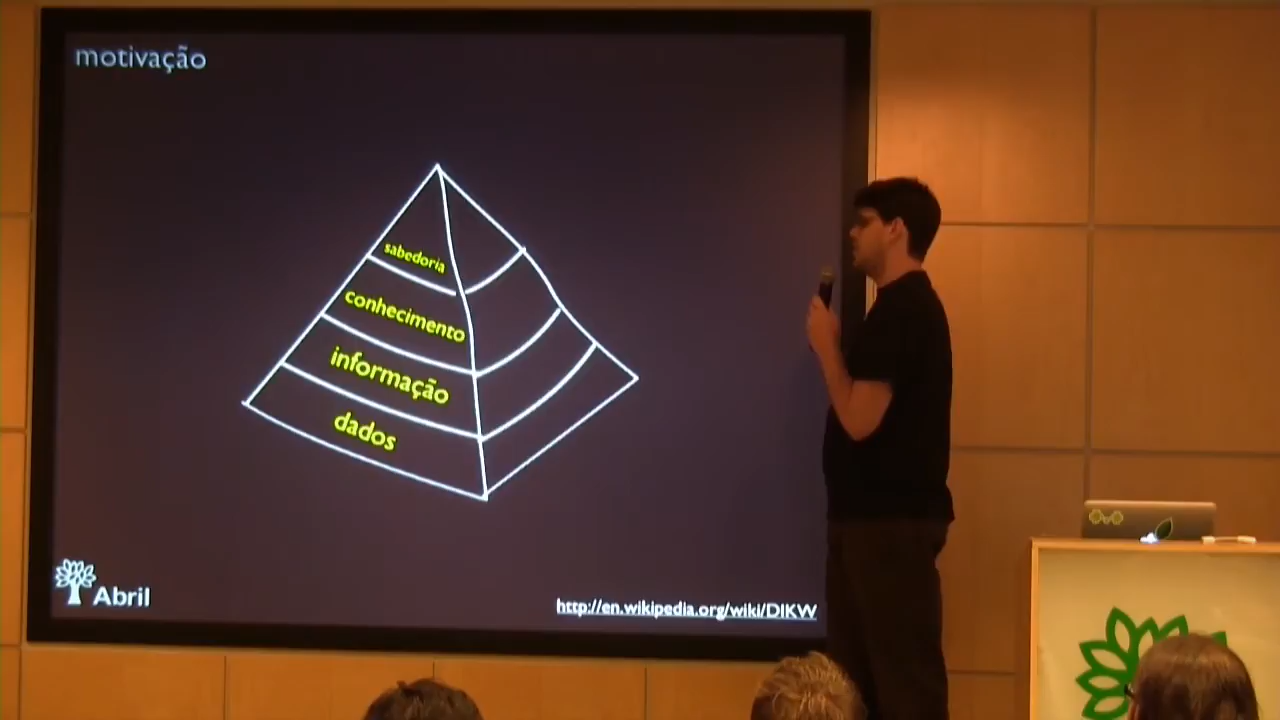 motivação
sabedoria
conhecimento
informação
dados
Abril
http://en.wikipedia.org/wiki/DIKW